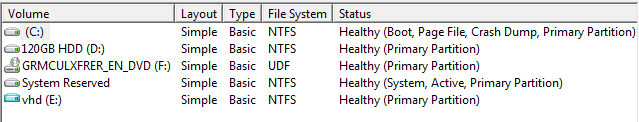 Volume Layout Type File System Status
(C:) Simple Basic NTFS Healthy (Boot, Page File, Crash Dump, Primary Partition)
120GB HDD (D:) Simple Basic NTFS Healthy (Primary Partition)
GRMCULXFRER_EN_DVD (F:) Simple Basic UDF Healthy (Primary Partition)
System Reserved Simple Basic NTFS Healthy (System, Active, Primary Partition)
vhd (E:) Simple Basic NTFS Healthy (Primary Partition)